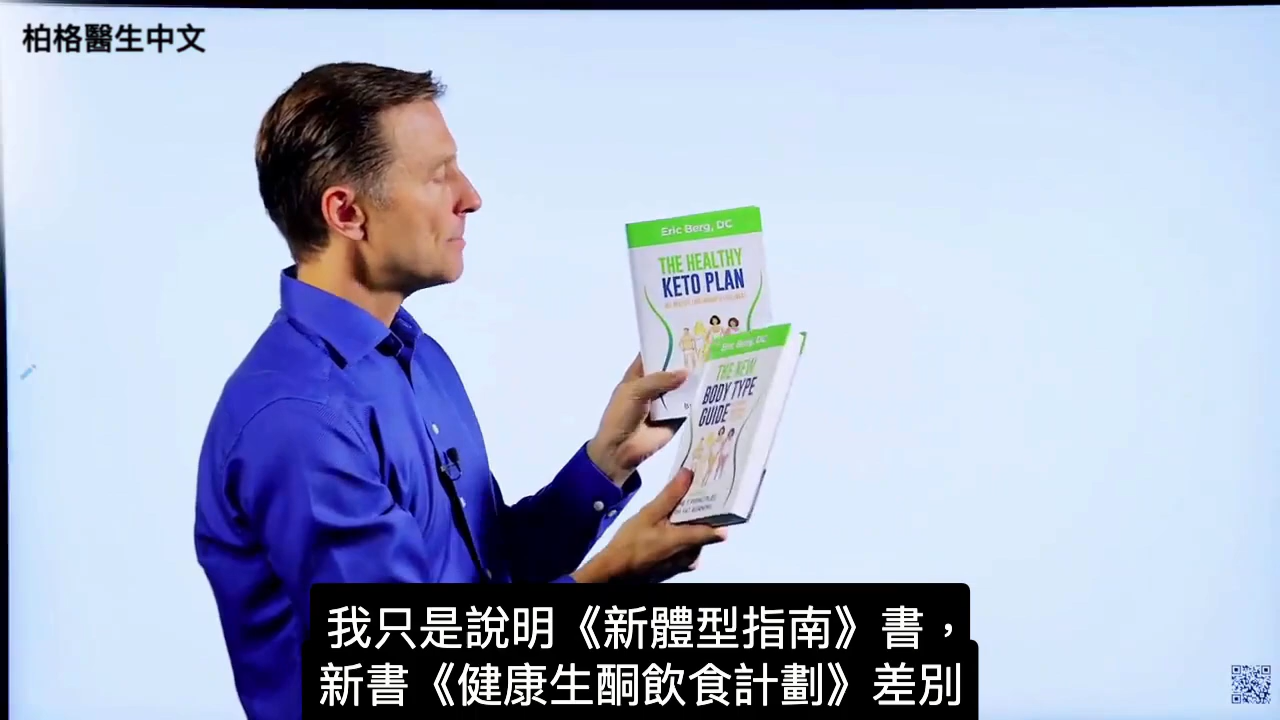 柏格醫生中文
Eric Berg, DC
THE HEALTHY
KETO PLAN
Eric Berg, DC
THE NEW
BODY TYPE
GUIDE
我只是說明《新體型指南》書，
新書《健康生酮飲食計劃》差別